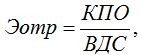 Эотр = КПО
ВДС,